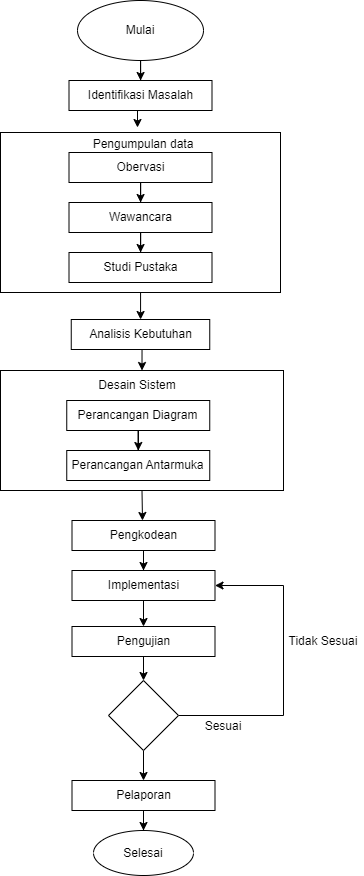 Mulai
Identifikasi Masalah
Pengumpulan data
Obervasi
Wawancara
Studi Pustaka
Analisis Kebutuhan
Desain Sistem
Perancangan Diagram
Perancangan Antarmuka
Pengkodean
Implementasi
Pengujian
Tidak Sesuai
Sesuai
Pelaporan
Selesai